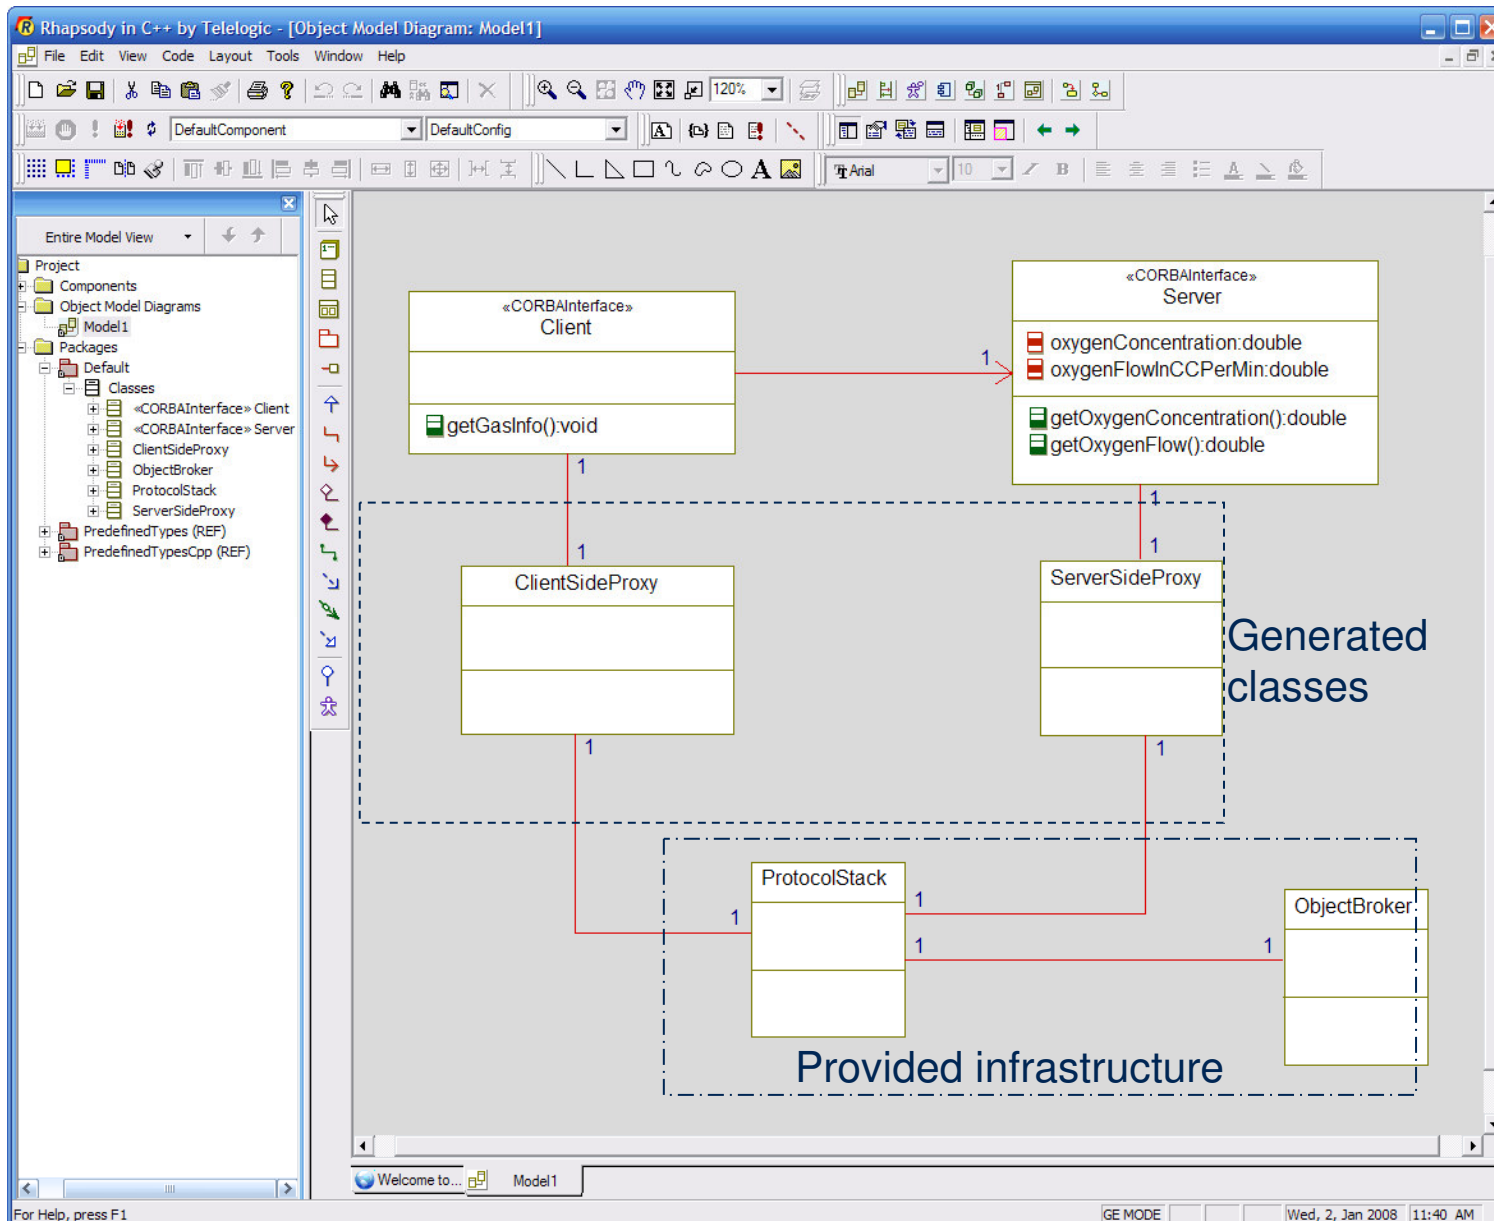 Rhapsody in C++ by Telelogic - [Object Model Diagram: Model1]
File Edit View Code Layout Tools Window Help
120%
DefaultComponent DefaultConfig
Arial 10
Entire Model View
Project
Components
Object Model Diagrams
Model1
Packages
Default
Classes
«CORBAInterface» Client
«CORBAInterface» Server
ClientSideProxy
ObjectBroker
ProtocolStack
ServerSideProxy
PredefinedTypes (REF)
PredefinedTypesCpp (REF)
«CORBAInterface»
Client
getGasInfo():void
1
«CORBAInterface»
Server
oxygenConcentration:double
oxygenFlowInCCPerMin:double
getOxygenConcentration():double
getOxygenFlow():double
1
1
1
1
ClientSideProxy
ServerSideProxy
Generated
classes
1
1
ProtocolStack
1
1
1
1
ObjectBroker
Provided infrastructure
Welcome to... Model1
For Help, press F1
GE MODE Wed, 2, Jan 2008 11:40 AM